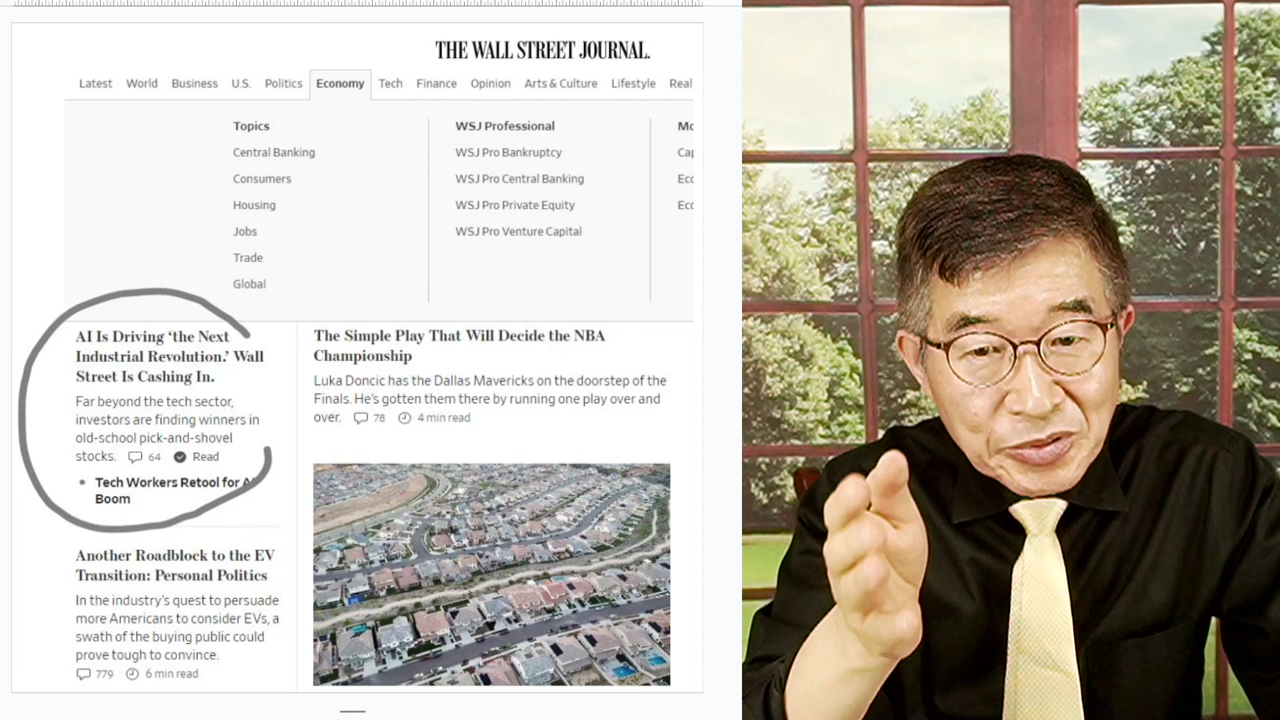 THE WALL STREET JOURNAL.
Latest World Business U.S. Politics Economy Tech Finance Opinion Arts & Culture Lifestyle Real
Topics
Central Banking
Consumers
Housing
Jobs
Trade
Global
WSJ Professional
WSJ Pro Bankruptcy
WSJ Pro Central Banking
WSJ Pro Private Equity
WSJ Pro Venture Capital
AI Is Driving ‘the Next
Industrial Revolution.’ Wall
Street Is Cashing In.
Far beyond the tech sector,
investors are finding winners in
old-school pick-and-shovel
stocks. 64 Read
Tech Workers Retool for
Boom
Another Roadblock to the EV
Transition: Personal Politics
In the industry’s quest to persuade
more Americans to consider EVs, a
swath of the buying public could
prove tough to convince.
779 6 min read
The Simple Play That Will Decide the NBA
Championship
Luka Doncic has the Dallas Mavericks on the doorstep of the
Finals. He’s gotten them there by running one play over and
over. 78 4 min read